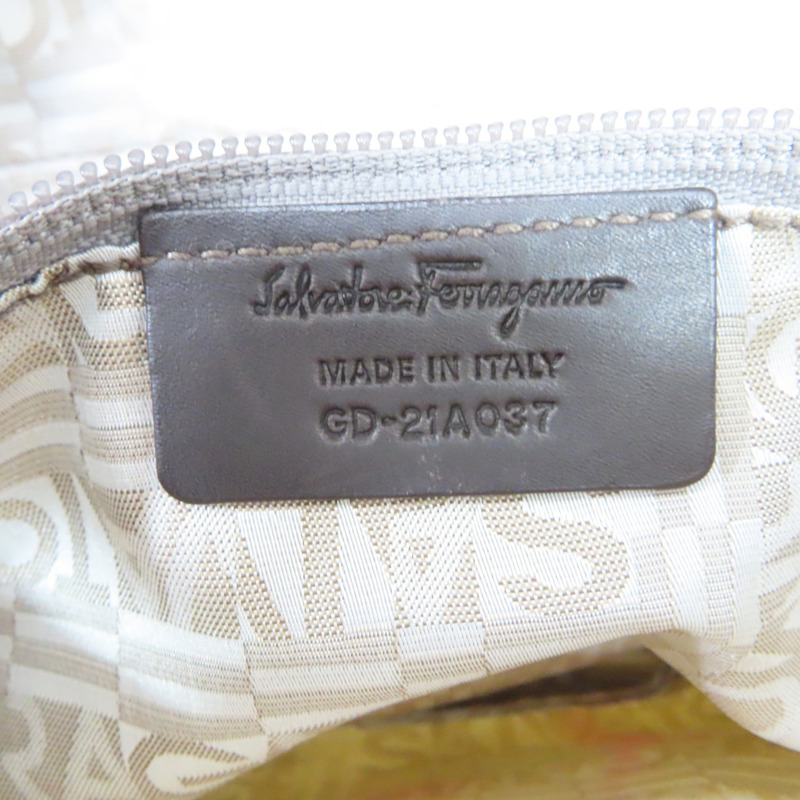 Salvatore Ferragamo
MADE IN ITALY
GD-21A037